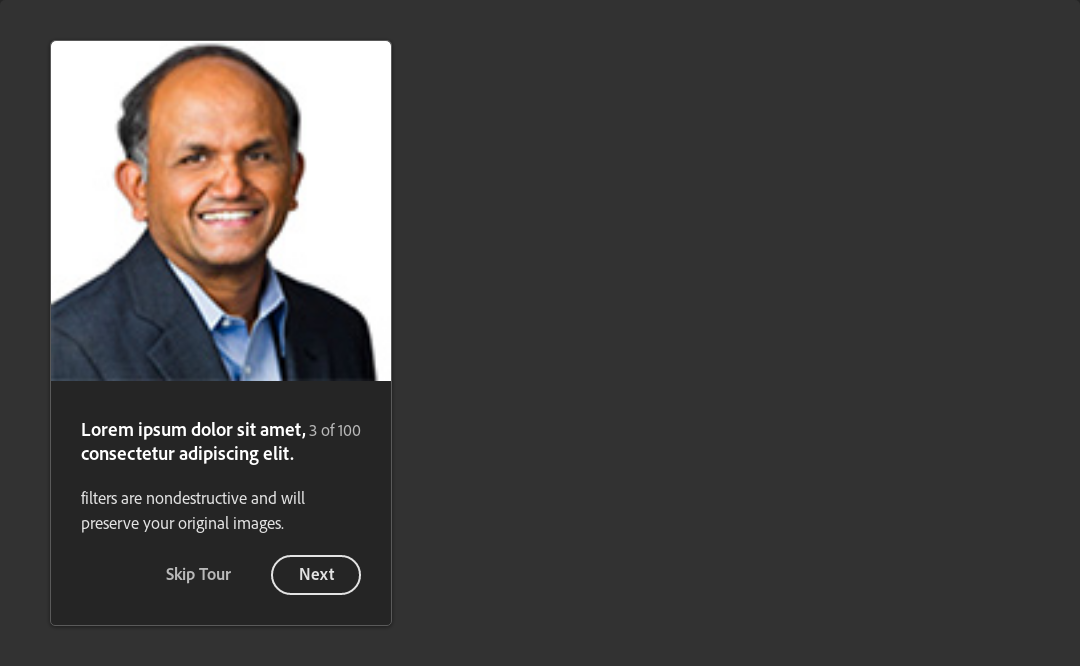 Lorem ipsum dolor sit amet, 3 of 100
consectetur adipiscing elit.
filters are nondestructive and will
preserve your original images.
Skip Tour Next